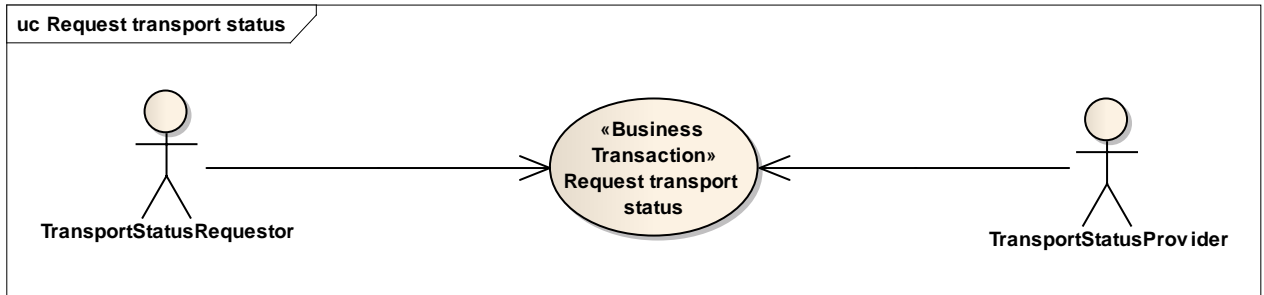 uc Request transport status
«Business
Transaction»
Request transport
status
TransportStatusRequestor
TransportStatusProvider